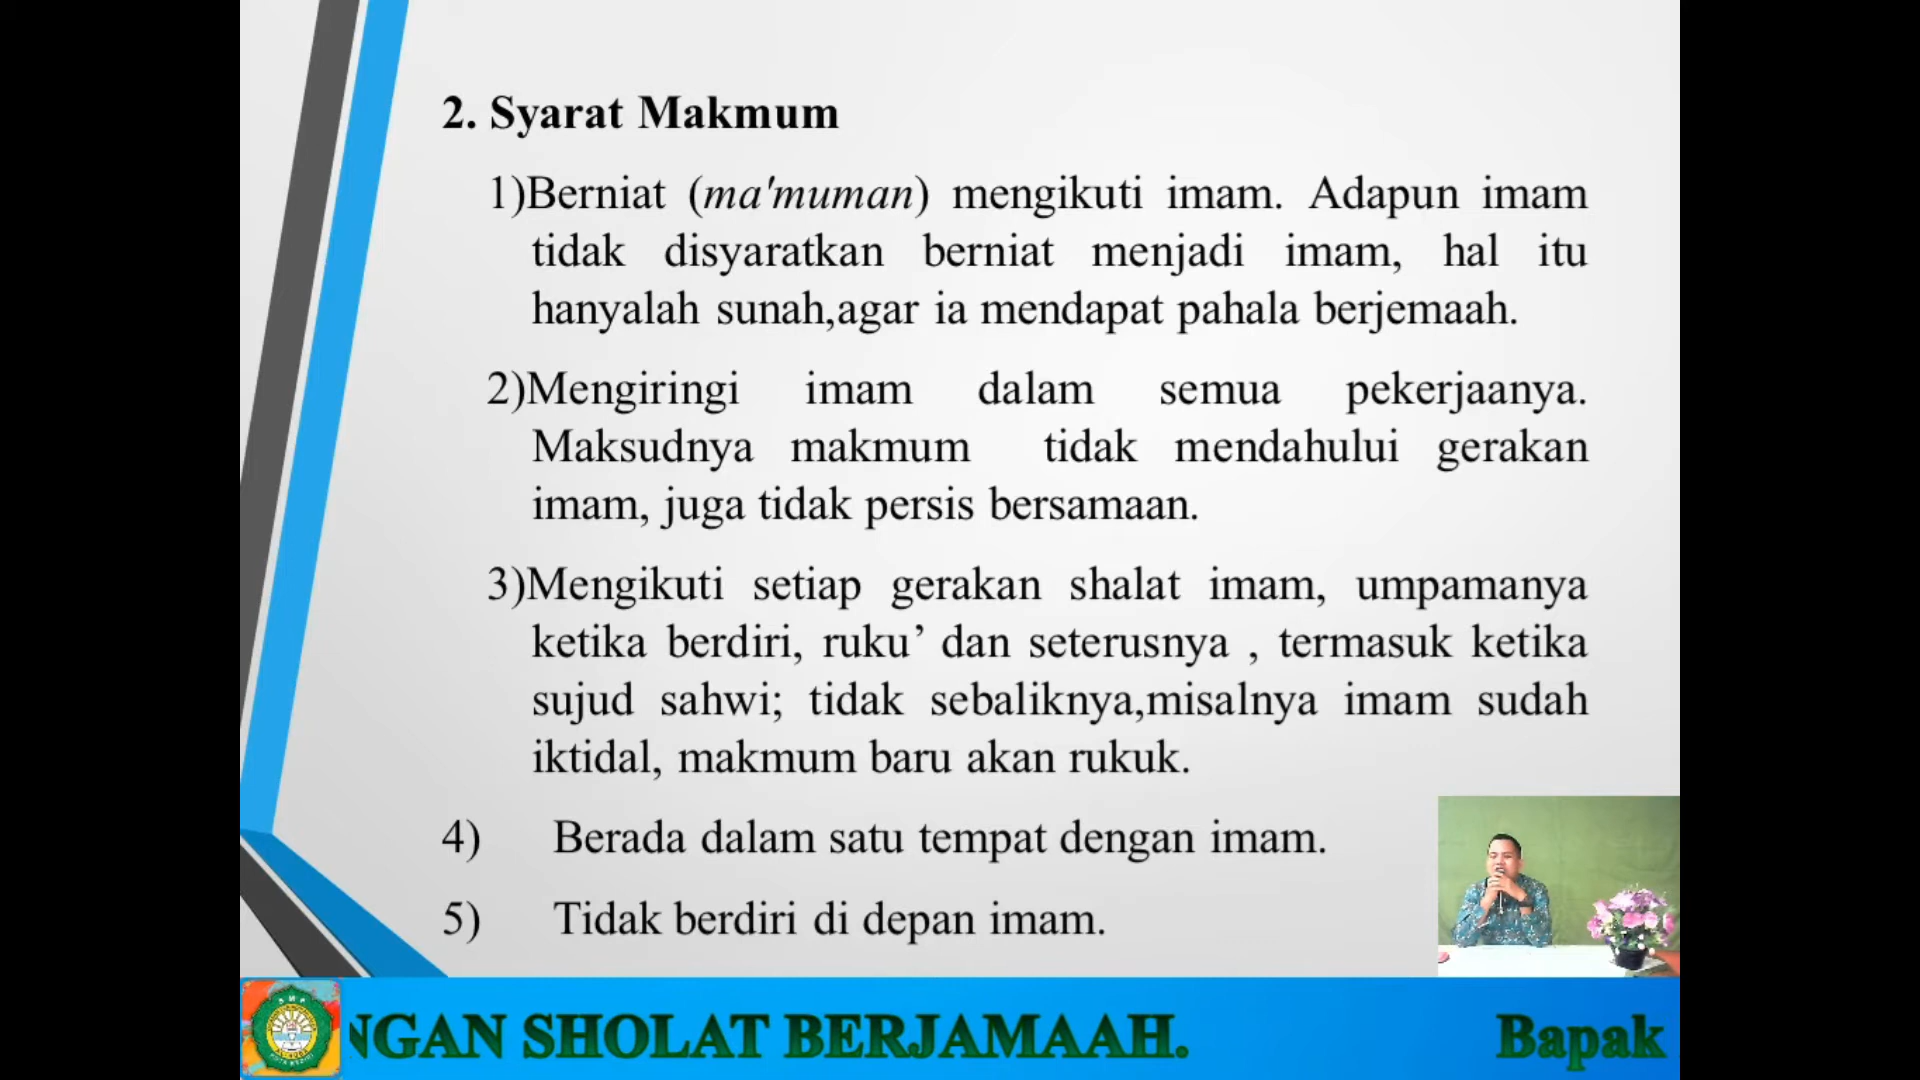 2. Syarat Makmum
1)Berniat (ma'muman) mengikuti imam. Adapun imam
tidak disyaratkan berniat menjadi imam, hal itu
hanyalah sunah,agar ia mendapat pahala berjemaah.
2)Mengiringi imam dalam semua pekerjaanya.
Maksudnya makmum tidak mendahului gerakan
imam, juga tidak persis bersamaan.
3)Mengikuti setiap gerakan shalat imam, umpamanya
ketika berdiri, ruku’ dan seterusnya , termasuk ketika
sujud sahwi; tidak sebaliknya,misalnya imam sudah
iktidal, makmum baru akan rukuk.
4) Berada dalam satu tempat dengan imam.
5) Tidak berdiri di depan imam.
NGAN SHOLAT BERJAMAAH. Bapak